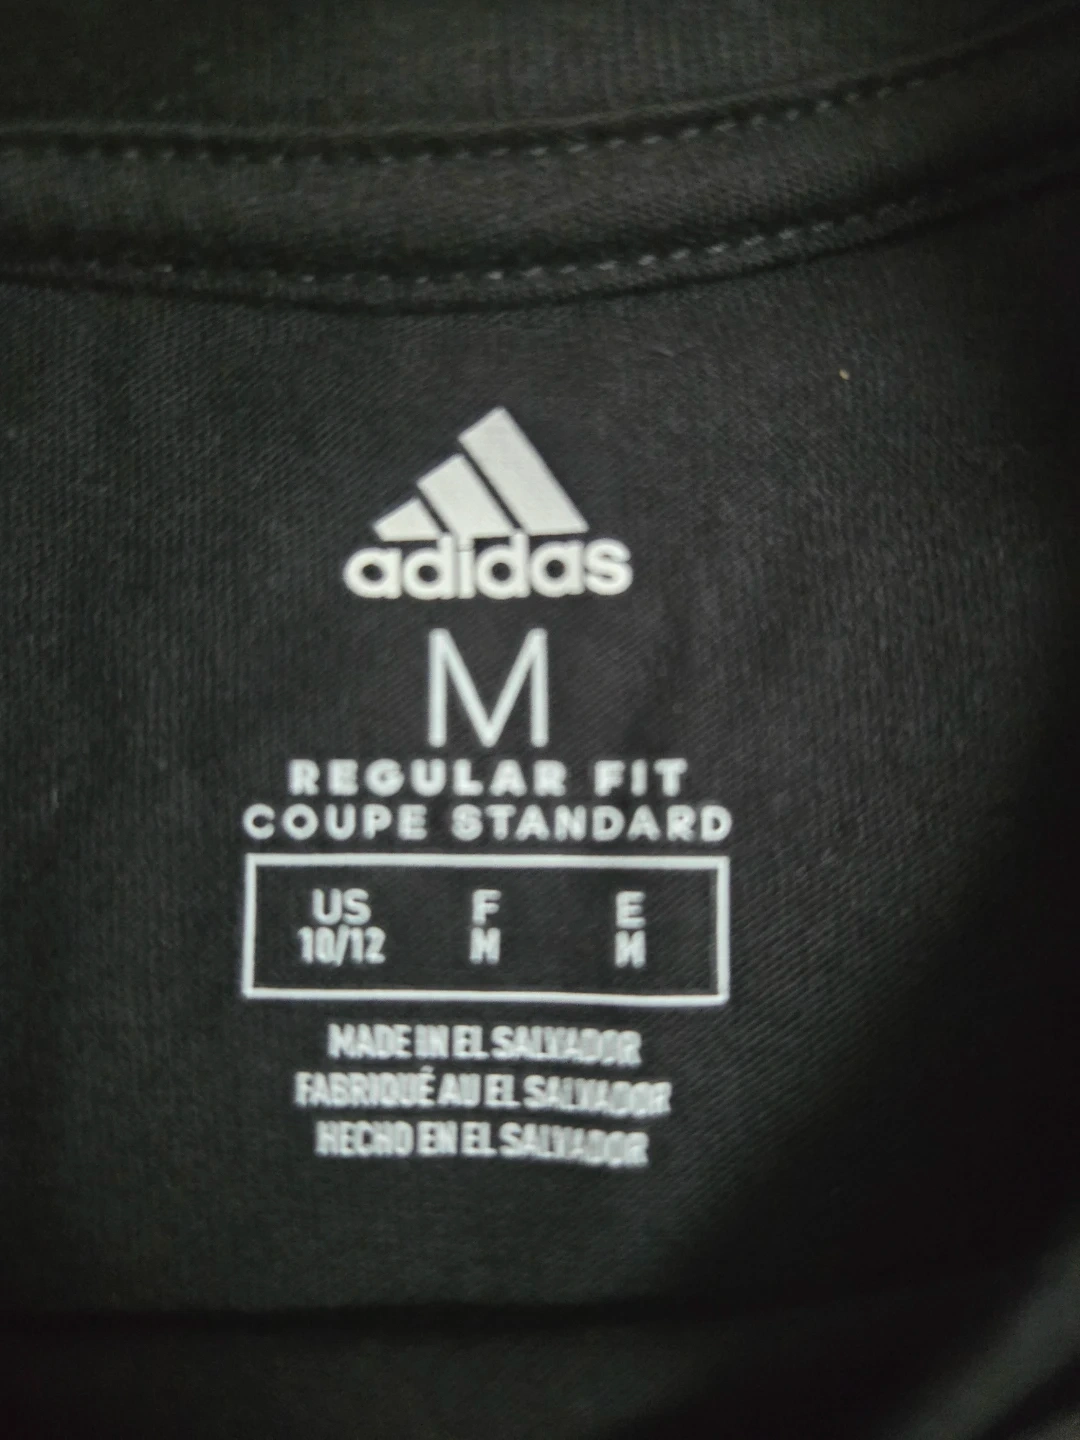 adidas
M
REGULAR FIT
COUPE STANDARD
US F E
10/12 M M
MADE IN EL SALVADOR
FABRIQUÉ AU EL SALVADOR
HECHO EN EL SALVADOR